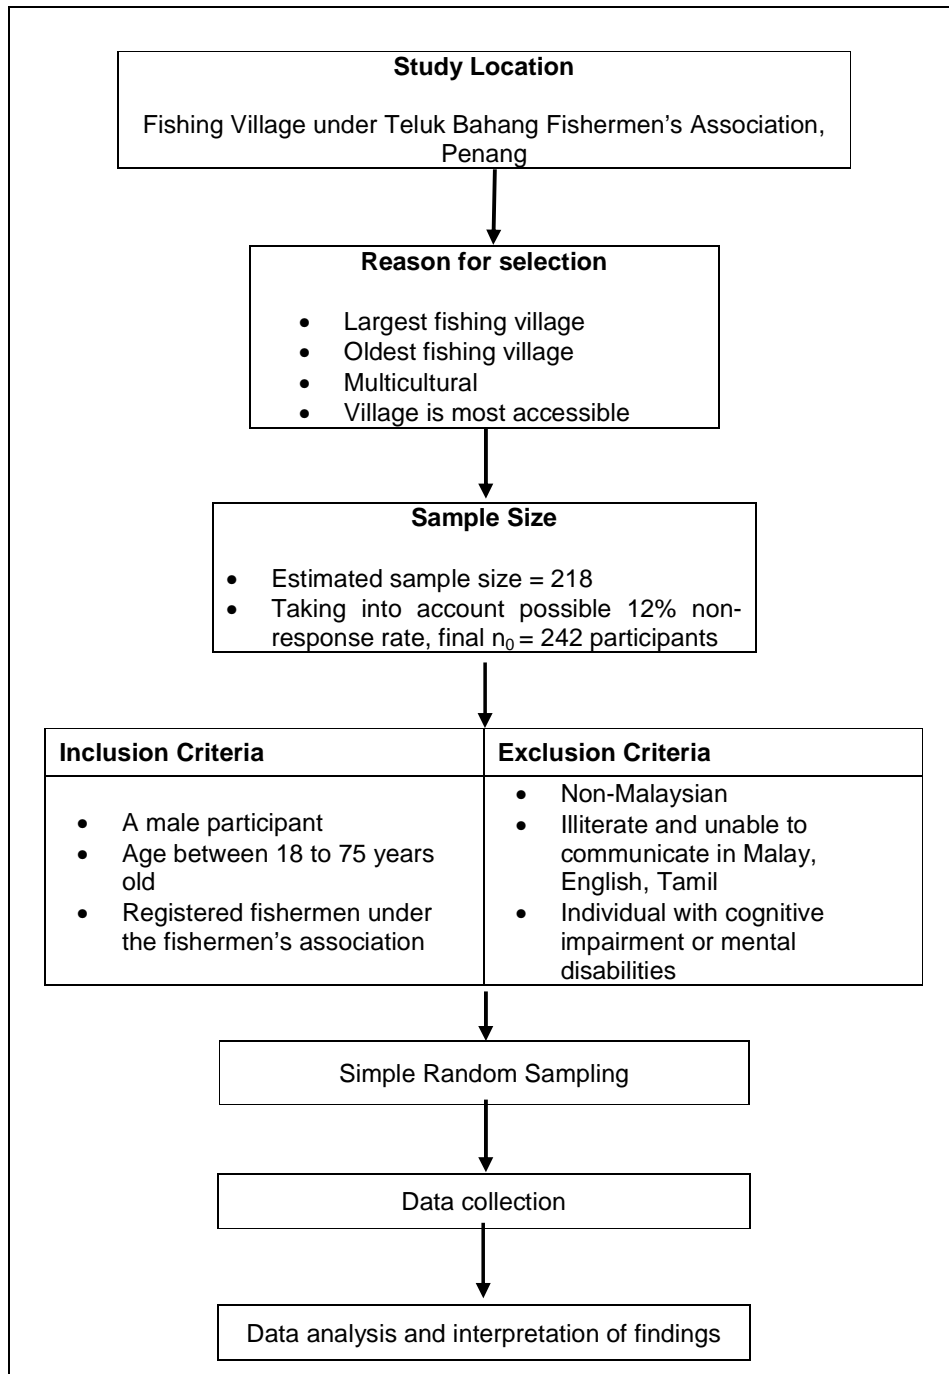 Study Location
Fishing Village under Teluk Bahang Fishermen's Association,
Penang
Reason for selection
• Largest fishing village
• Oldest fishing village
• Multicultural
• Village is most accessible
Sample Size
• Estimated sample size = 218
• Taking into account possible 12% non-
response rate, final n₀ = 242 participants
Inclusion Criteria
• A male participant
• Age between 18 to 75 years
old
• Registered fishermen under
the fishermen's association
Exclusion Criteria
• Non-Malaysian
• Illiterate and unable to
communicate in Malay,
English, Tamil
• Individual with cognitive
impairment or mental
disabilities
Simple Random Sampling
Data collection
Data analysis and interpretation of findings